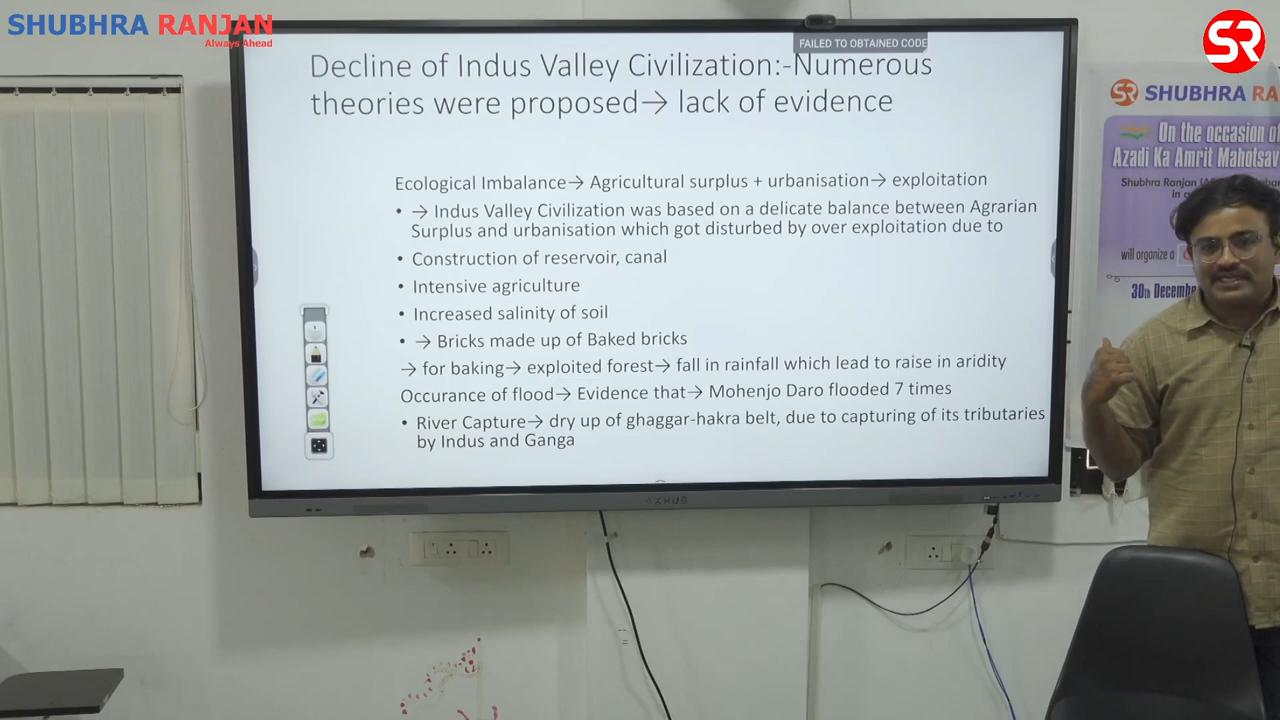 SHUBHRA RANJAN
Always Ahead
SR
FAILED TO OBTAINED CODE
Decline of Indus Valley Civilization:-Numerous
theories were proposed→ lack of evidence
Ecological Imbalance→ Agricultural surplus + urbanisation→ exploitation
• → Indus Valley Civilization was based on a delicate balance between Agrarian
Surplus and urbanisation which got disturbed by over exploitation due to
• Construction of reservoir, canal
• Intensive agriculture
• Increased salinity of soil
• → Bricks made up of Baked bricks
→ for baking→ exploited forest→ fall in rainfall which lead to raise in aridity
Occurance of flood→ Evidence that→ Mohenjo Daro flooded 7 times
• River Capture→ dry up of ghaggar-hakra belt, due to capturing of its tributaries
by Indus and Ganga
SR SHUBHRA RA
On the occasion of
Azadi Ka Amrit Mahotsav
Shubhra Ranjan
in a
will organize a
30th Decembe